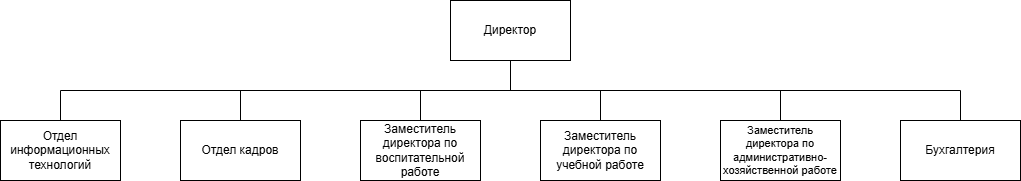 Директор
Отдел
информационных
технологий
Отдел кадров
Заместитель
директора по
воспитательной
работе
Заместитель
директора по
учебной работе
Заместитель
директора по
административно-
хозяйственной работе
Бухгалтерия